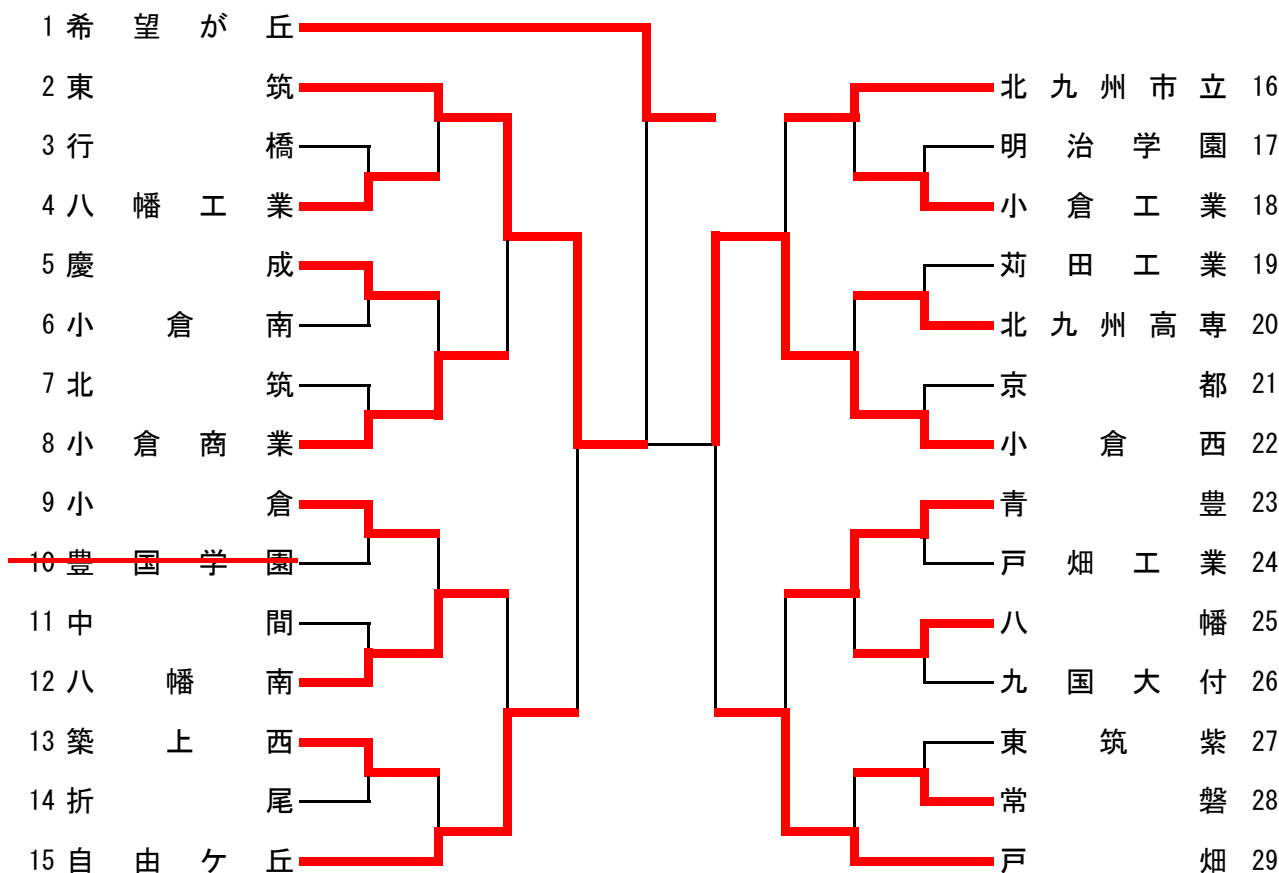 1 希望が丘
2 東筑
3 行橋
4 八幡工業
5 慶成
6 小倉南
7 北筑
8 小倉商業
9 小倉
10 豊国学園
11 中間
12 八幡南
13 築上西
14 折尾
15 自由ケ丘
北九州市立 16
明治学園 17
小倉工業 18
苅田工業 19
北九州高専 20
京都 21
小倉西 22
青豊 23
戸畑工業 24
八幡 25
九国大付 26
東筑紫 27
常磐 28
戸畑 29